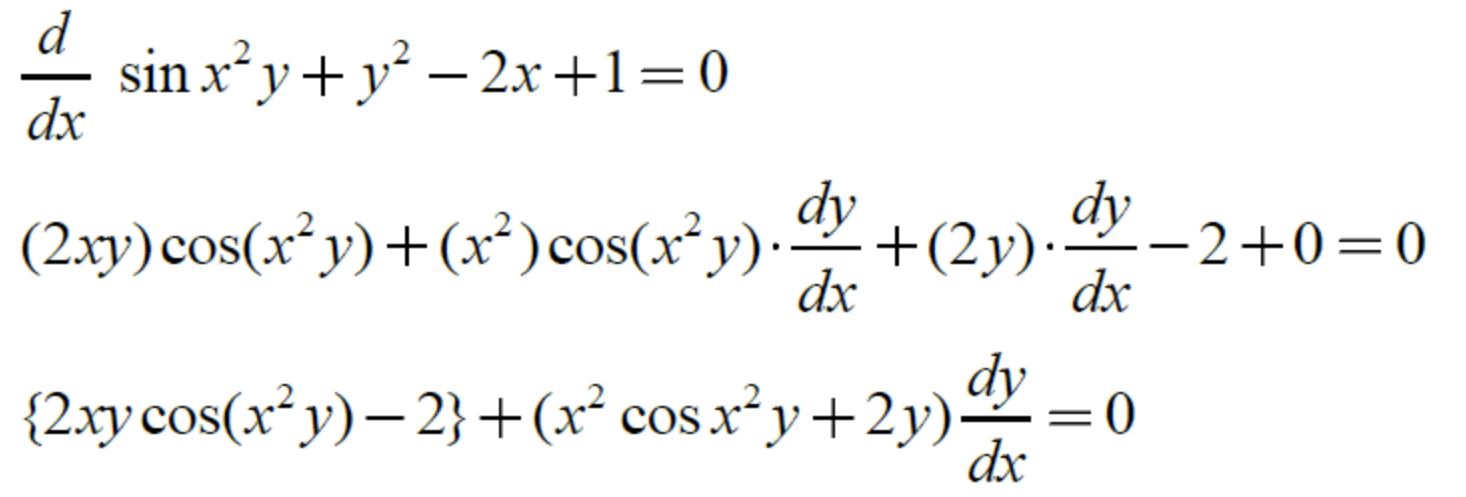 d/dx sin x²y + y² − 2x + 1 = 0
(2xy)cos(x²y) + (x²)cos(x²y)·dy/dx + (2y)·dy/dx − 2 + 0 = 0
{2xy cos(x²y) − 2} + (x² cos x²y + 2y)dy/dx = 0